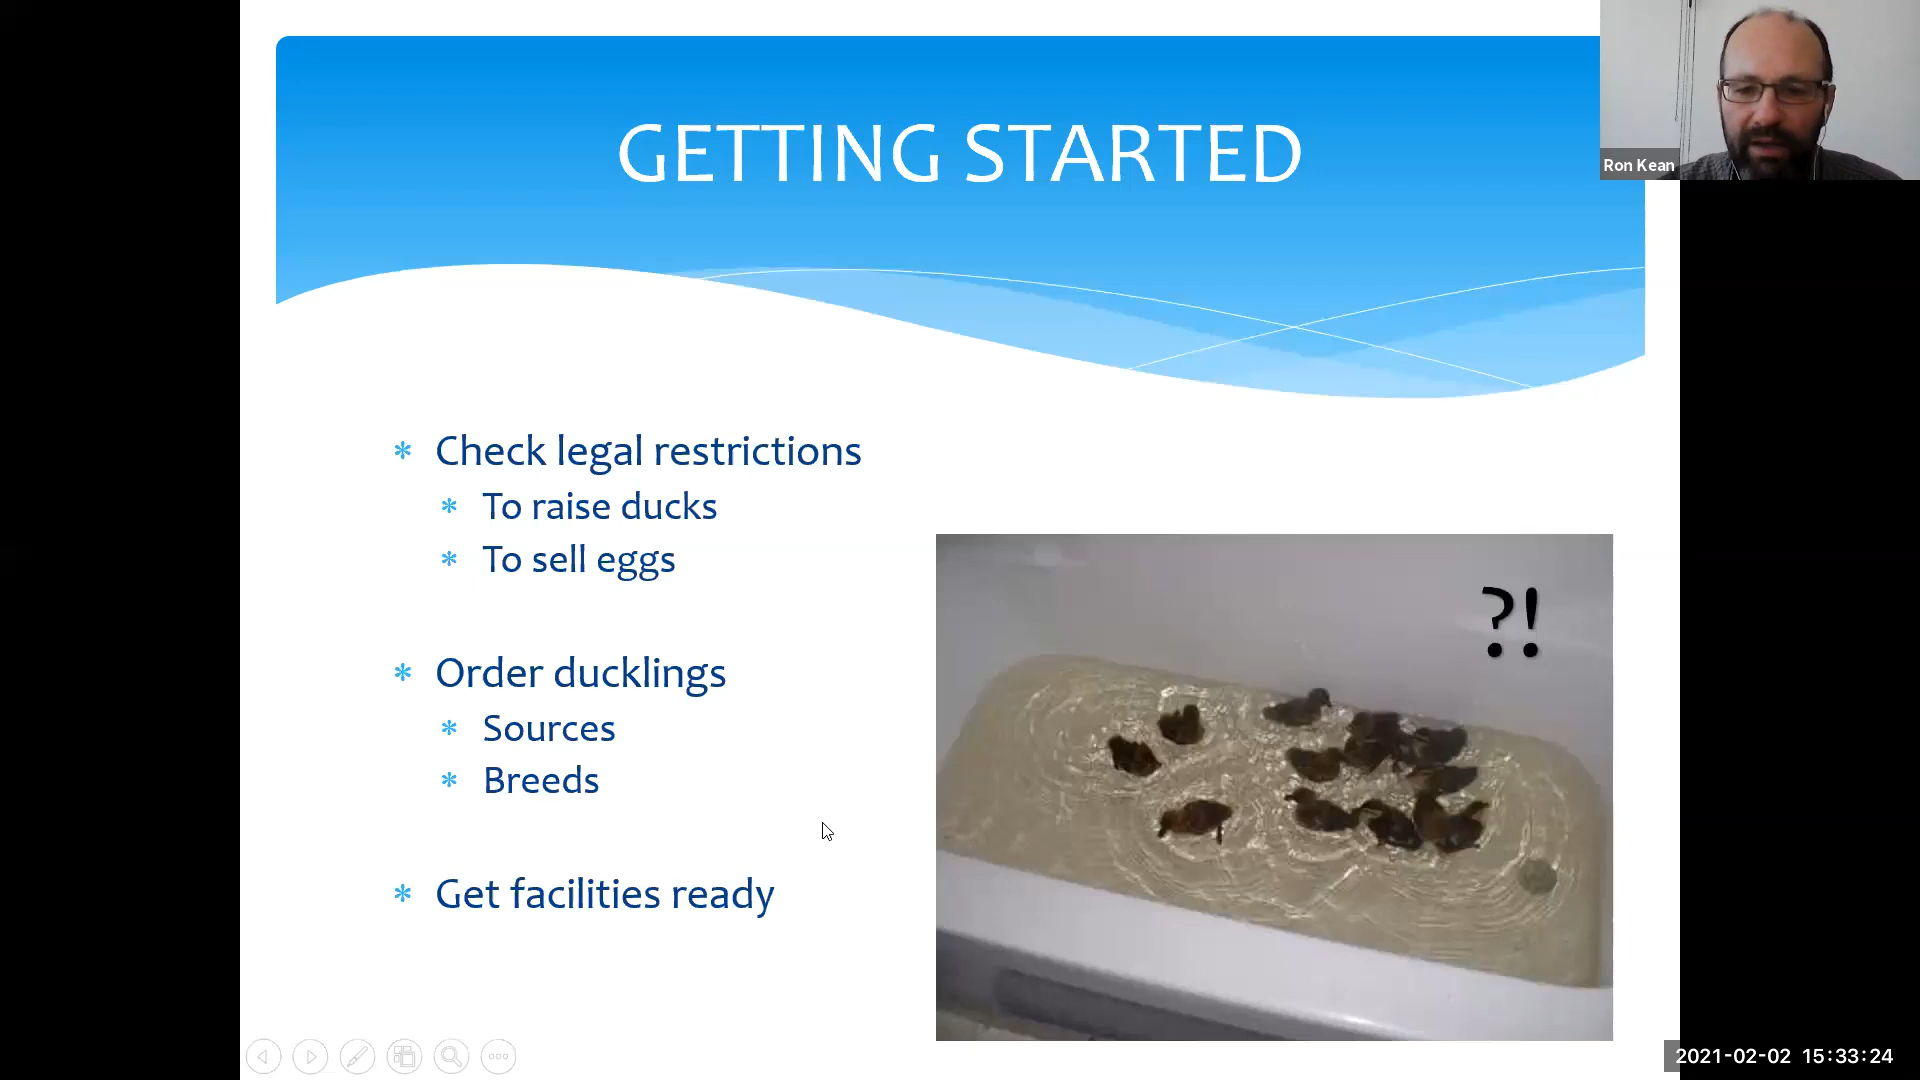 GETTING STARTED
Ron Kean
* Check legal restrictions
* To raise ducks
* To sell eggs
* Order ducklings
* Sources
* Breeds
* Get facilities ready
?!
2021-02-02 15:33:24